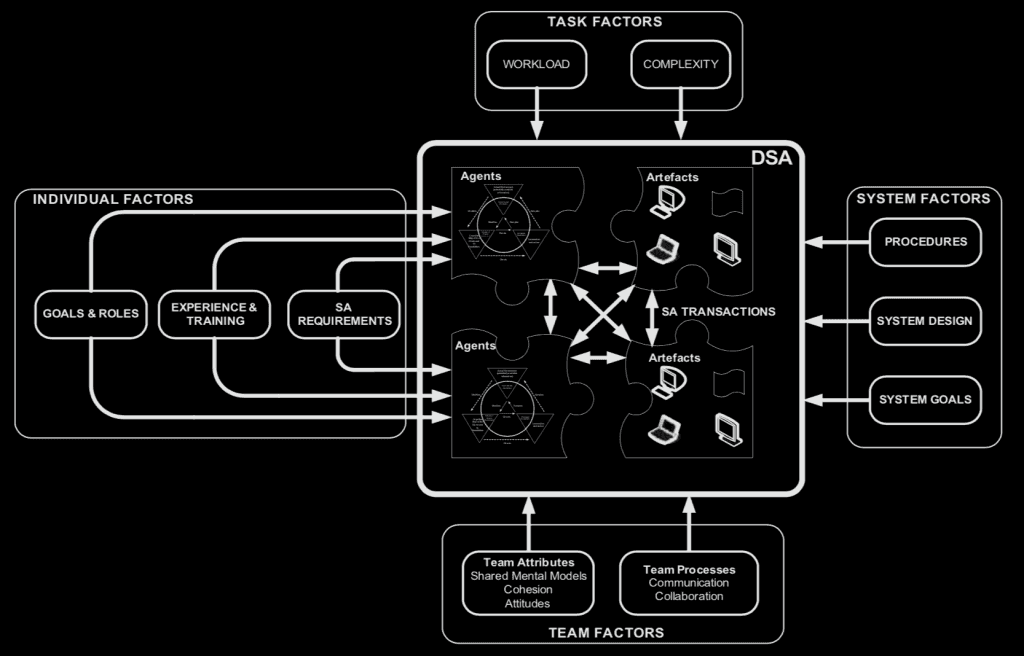 TASK FACTORS
WORKLOAD
COMPLEXITY
DSA
INDIVIDUAL FACTORS
GOALS & ROLES
EXPERIENCE &
TRAINING
SA
REQUIREMENTS
Agents
Artefacts
SA TRANSACTIONS
Agents
Artefacts
SYSTEM FACTORS
PROCEDURES
SYSTEM DESIGN
SYSTEM GOALS
Team Attributes
Shared Mental Models
Cohesion
Attitudes
Team Processes
Communication
Collaboration
TEAM FACTORS